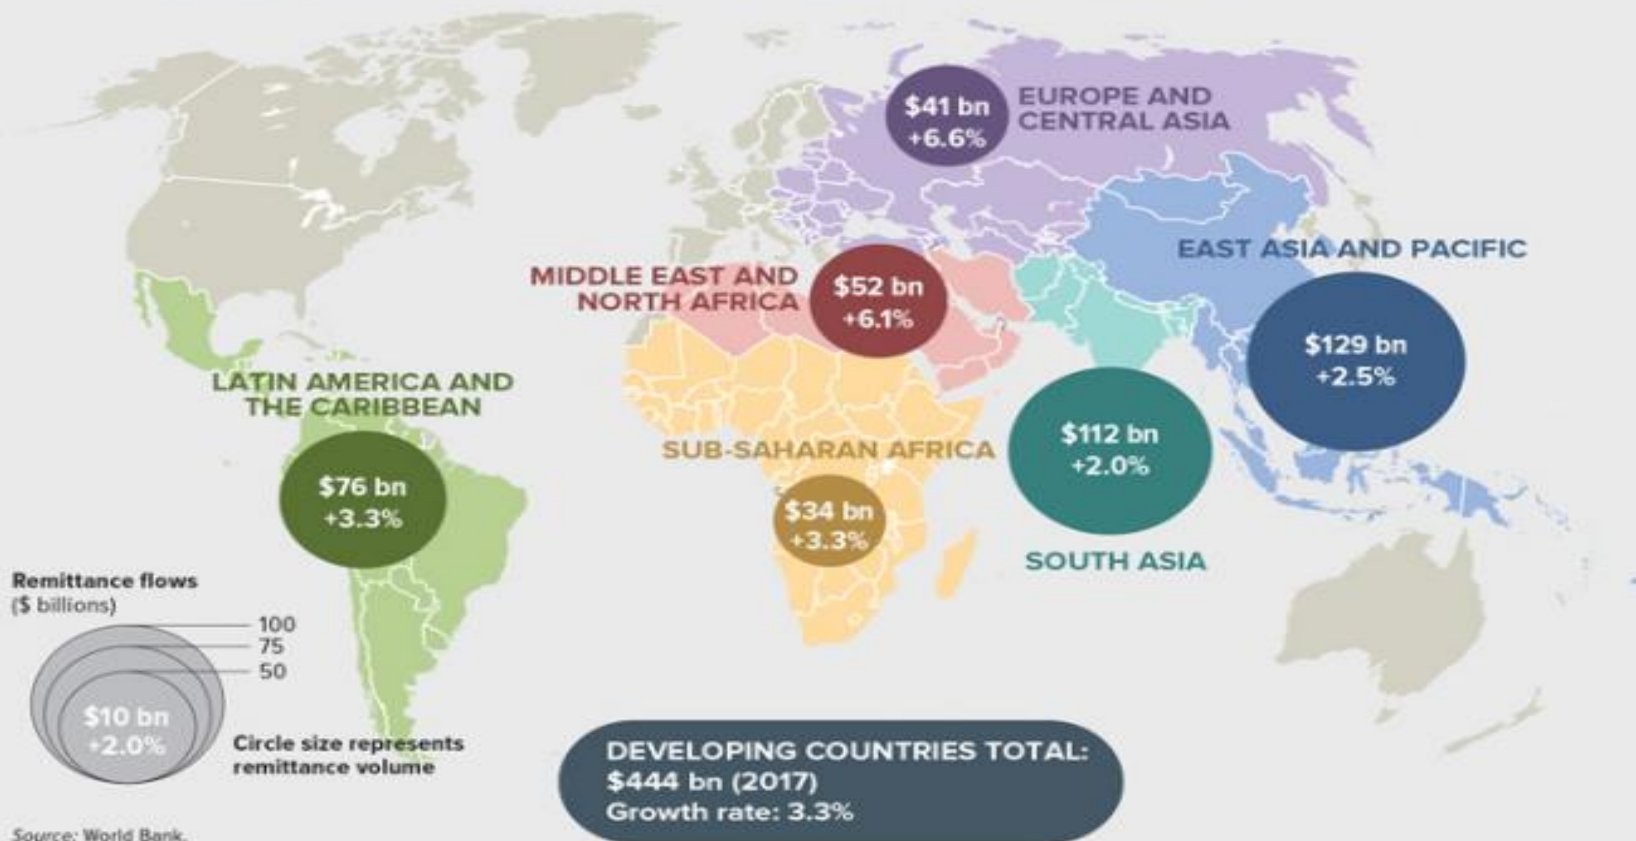 $41 bn
+6.6%
EUROPE AND
CENTRAL ASIA
EAST ASIA AND PACIFIC
$129 bn
+2.5%
MIDDLE EAST AND
NORTH AFRICA
$52 bn
+6.1%
LATIN AMERICA AND
THE CARIBBEAN
$76 bn
+3.3%
SUB-SAHARAN AFRICA
$34 bn
+3.3%
$112 bn
+2.0%
SOUTH ASIA
Remittance flows
($ billions)
100
75
50
$10 bn
+2.0%
Circle size represents
remittance volume
DEVELOPING COUNTRIES TOTAL:
$444 bn (2017)
Growth rate: 3.3%
Source: World Bank.